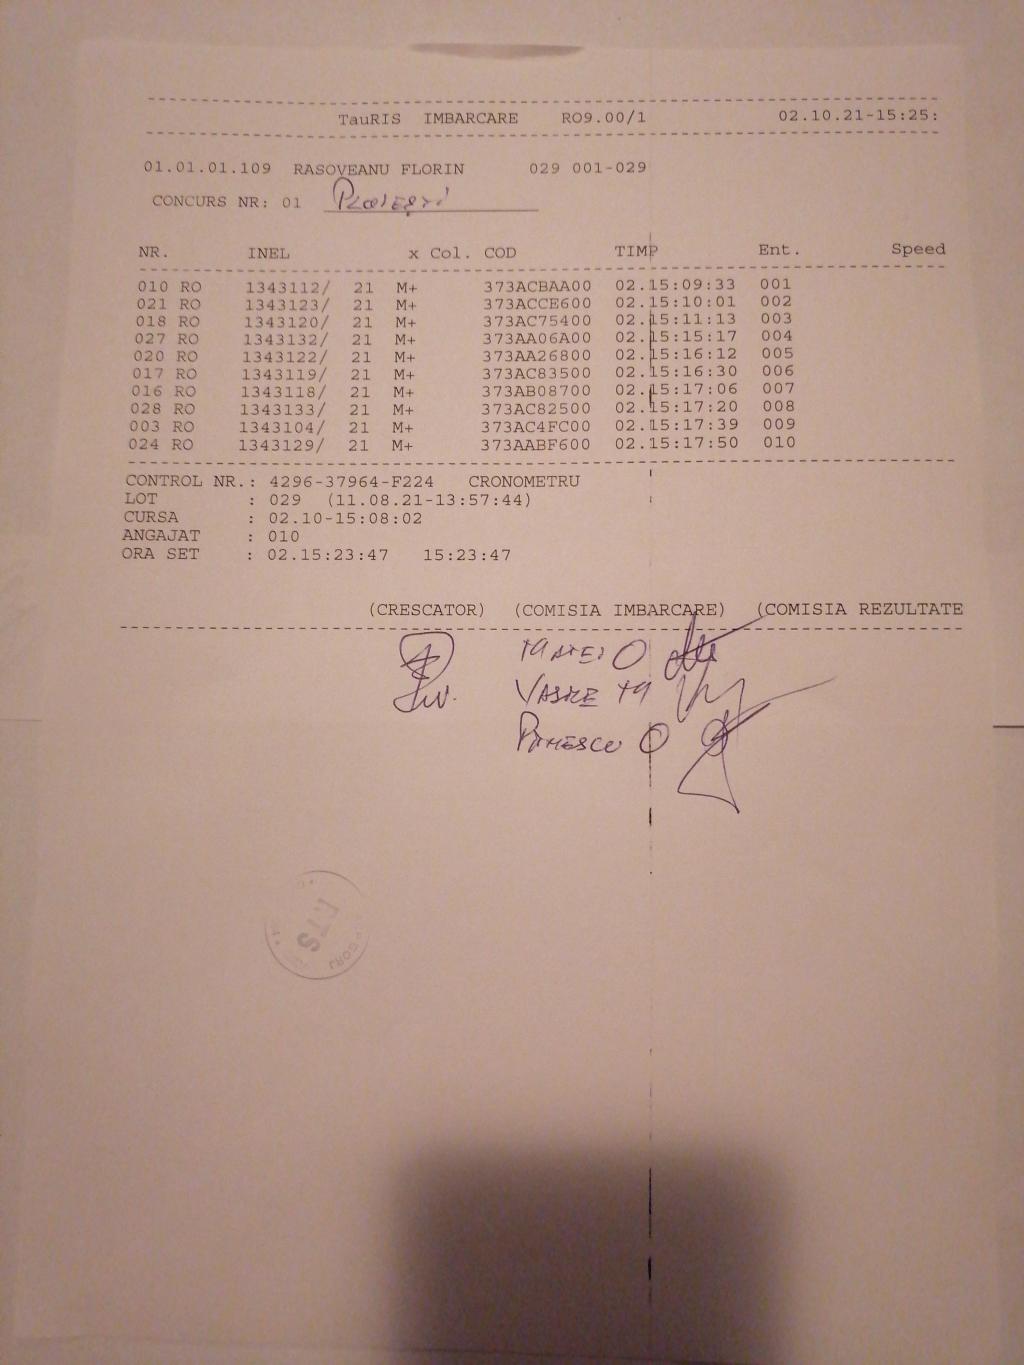 TauRIS IMBARCARE RO9.00/1 02.10.21-15:25:
01.01.01.109 RASOVEANU FLORIN 029 001-029
CONCURS NR: 01 PLOIEȘTI
NR. INEL x Col. COD TIMP Ent. Speed
010 RO 1343112/ 21 M+ 373ACBAA00 02.15:09:33 001
021 RO 1343123/ 21 M+ 373ACCE600 02.15:10:01 002
018 RO 1343120/ 21 M+ 373AC75400 02.15:11:13 003
027 RO 1343132/ 21 M+ 373AA06A00 02.15:15:17 004
020 RO 1343122/ 21 M+ 373AA26800 02.15:16:12 005
017 RO 1343119/ 21 M+ 373AC83500 02.15:16:30 006
016 RO 1343118/ 21 M+ 373AB08700 02.15:17:06 007
028 RO 1343133/ 21 M+ 373AC82500 02.15:17:20 008
003 RO 1343104/ 21 M+ 373AC4FC00 02.15:17:39 009
024 RO 1343129/ 21 M+ 373AABF600 02.15:17:50 010
CONTROL NR.: 4296-37964-F224 CRONOMETRU
LOT : 029 (11.08.21-13:57:44)
CURSA : 02.10-15:08:02
ANGAJAT : 010
ORA SET : 02.15:23:47 15:23:47
(CRESCATOR) (COMISIA IMBARCARE) (COMISIA REZULTATE
MATEI O
VASILE M
O
GORJ